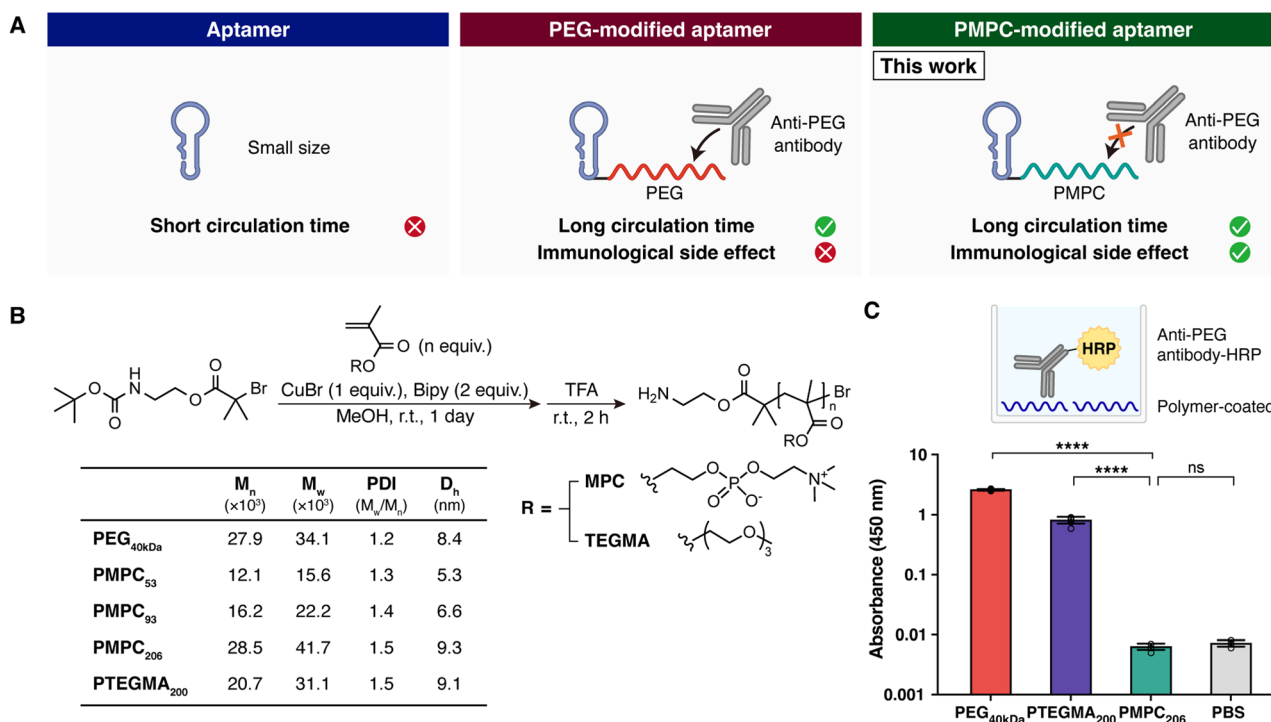 A
Aptamer
Small size
Short circulation time
PEG-modified aptamer
Anti-PEG
antibody
PEG
Long circulation time
Immunological side effect
PMPC-modified aptamer
This work
Anti-PEG
antibody
PMPC
Long circulation time
Immunological side effect
B
O
RO
(n equiv.)
O
O
H
N
O
O
Br
CuBr (1 equiv.), Bipy (2 equiv.)
MeOH, r.t., 1 day
TFA
r.t., 2 h
H2N
O
O
Br
n
RO
O
R =
MPC
O
O
P
O
O-
N+
TEGMA
O
3
Mn Mw PDI Dh
(×10³) (×10³) (Mw/Mn) (nm)
PEG40kDa 27.9 34.1 1.2 8.4
PMPC53 12.1 15.6 1.3 5.3
PMPC93 16.2 22.2 1.4 6.6
PMPC206 28.5 41.7 1.5 9.3
PTEGMA200 20.7 31.1 1.5 9.1
C
HRP
Anti-PEG
antibody-HRP
Polymer-coated
****
****
ns
Absorbance (450 nm)
10
1
0.1
0.01
0.001
PEG40kDa PTEGMA200 PMPC206 PBS